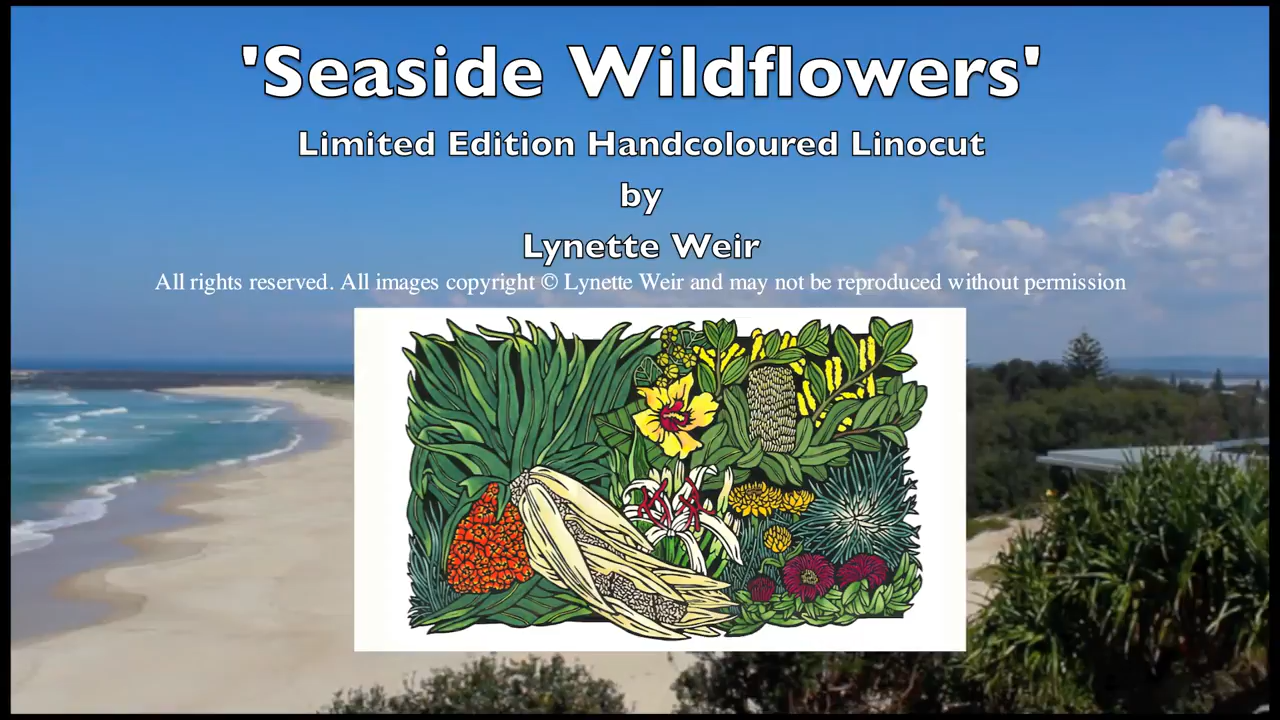 'Seaside Wildflowers'
Limited Edition Handcoloured Linocut
by
Lynette Weir
All rights reserved. All images copyright © Lynette Weir and may not be reproduced without permission